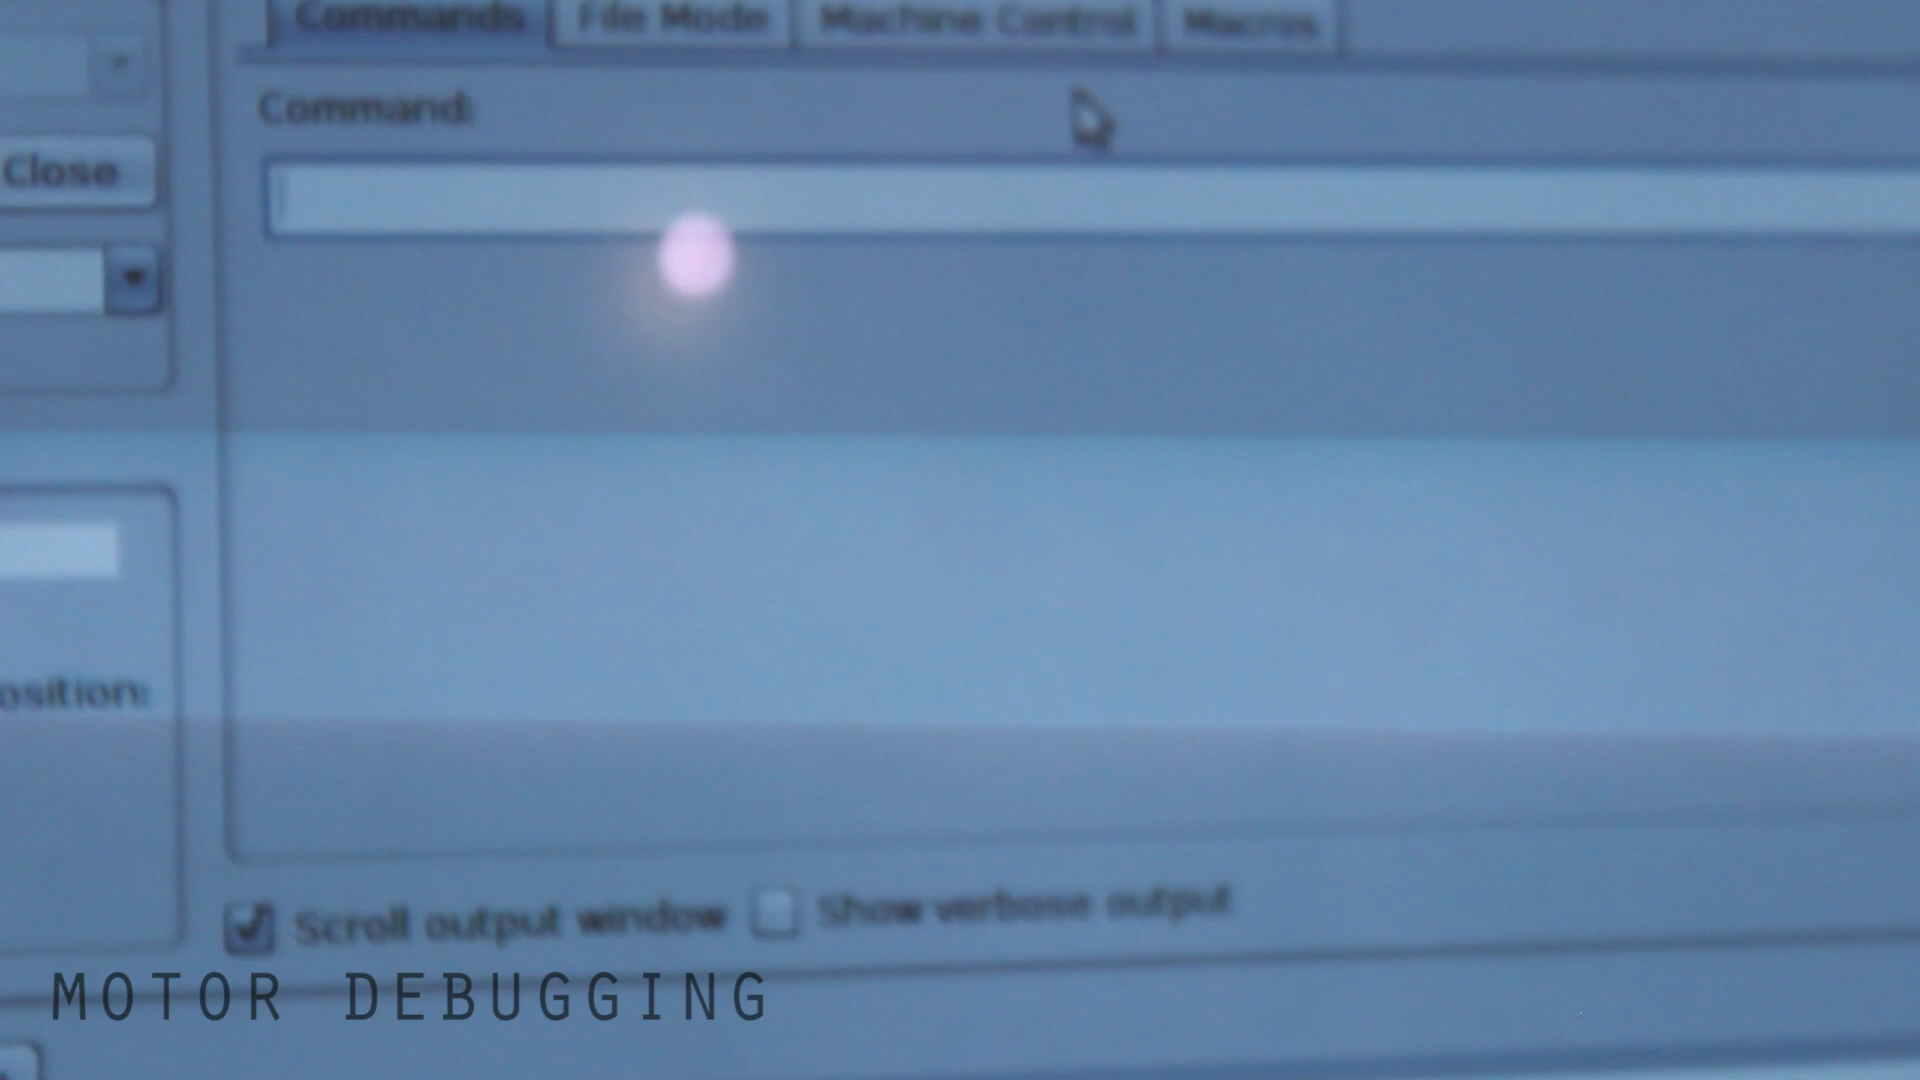 Commands File Mode Machine Control Macros
Command:
Close
osition:
Scroll output window Show verbose output
MOTOR DEBUGGING